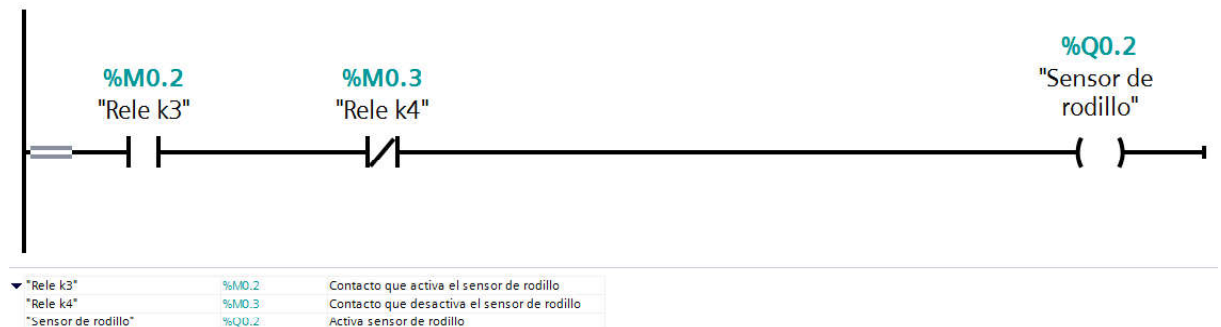 %M0.2
"Rele k3"
%M0.3
"Rele k4"
%Q0.2
"Sensor de
rodillo"
"Rele k3" %M0.2 Contacto que activa el sensor de rodillo
"Rele k4" %M0.3 Contacto que desactiva el sensor de rodillo
"Sensor de rodillo" %Q0.2 Activa sensor de rodillo